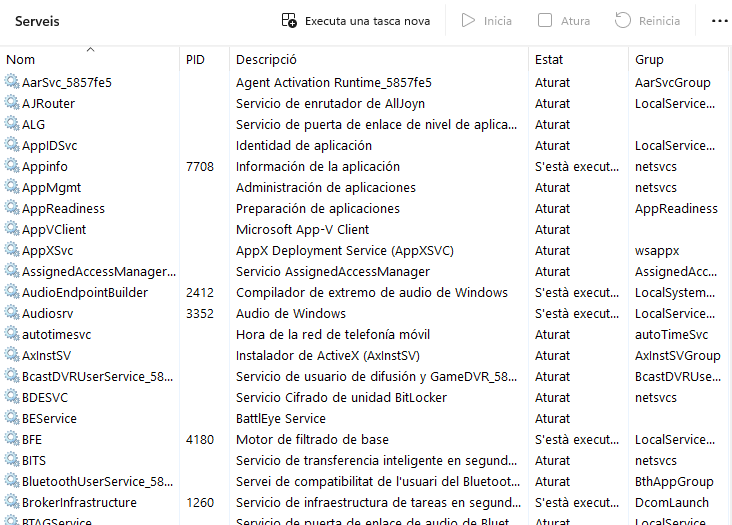 Serveis Executa una tasca nova Inicia Atura Reinicia ...
Nom PID Descripció Estat Grup
AarSvc_5857fe5 Agent Activation Runtime_5857fe5 Aturat AarSvcGroup
AJRouter Servicio de enrutador de AllJoyn Aturat LocalService...
ALG Servicio de puerta de enlace de nivel de aplica... Aturat
AppIDSvc Identidad de aplicación Aturat LocalService...
Appinfo 7708 Información de la aplicación S'està execut... netsvcs
AppMgmt Administración de aplicaciones Aturat netsvcs
AppReadiness Preparación de aplicaciones Aturat AppReadiness
AppVClient Microsoft App-V Client Aturat
AppXSvc AppX Deployment Service (AppXSVC) Aturat wsappx
AssignedAccessManager... Servicio AssignedAccessManager Aturat AssignedAcc...
AudioEndpointBuilder 2412 Compilador de extremo de audio de Windows S'està execut... LocalSystem...
Audiosrv 3352 Audio de Windows S'està execut... LocalService...
autotimesvc Hora de la red de telefonía móvil Aturat autoTimeSvc
AxInstSV Instalador de ActiveX (AxInstSV) Aturat AxInstSVGroup
BcastDVRUserService_58... Servicio de usuario de difusión y GameDVR_58... Aturat BcastDVRUse...
BDESVC Servicio Cifrado de unidad BitLocker Aturat netsvcs
BEService BattlEye Service Aturat
BFE 4180 Motor de filtrado de base S'està execut... LocalService...
BITS Servicio de transferencia inteligente en segund... Aturat netsvcs
BluetoothUserService_58... Servei de compatibilitat de l'usuari del Bluetoot... Aturat BthAppGroup
BrokerInfrastructure 1260 Servicio de infraestructura de tareas en segund... S'està execut... DcomLaunch
BTAGService Servicio de puerta de enlace de audio de Bluet... Aturat LocalService...